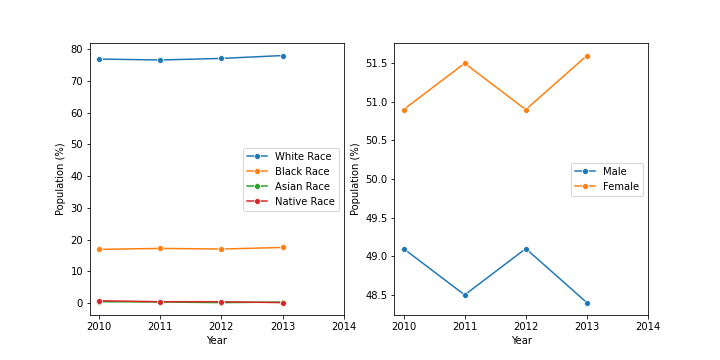 80
70
60
50
40
30
20
10
0
Population (%)
2010 2011 2012 2013 2014
Year
White Race
Black Race
Asian Race
Native Race
51.5
51.0
50.5
50.0
49.5
49.0
48.5
Population (%)
2010 2011 2012 2013 2014
Year
Male
Female